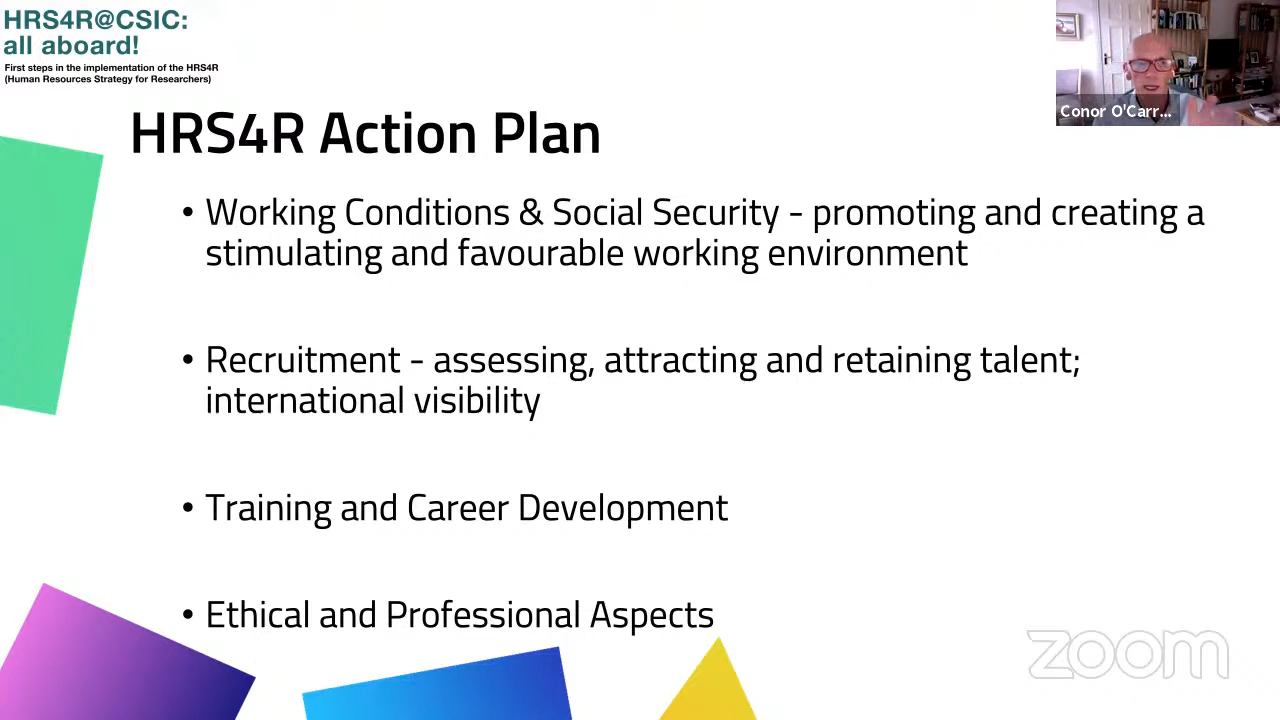 HRS4R@CSIC:
all aboard!
First steps in the implementation of the HRS4R
(Human Resources Strategy for Researchers)
Conor O'Carr...
HRS4R Action Plan
• Working Conditions & Social Security - promoting and creating a
stimulating and favourable working environment
• Recruitment - assessing, attracting and retaining talent;
international visibility
• Training and Career Development
• Ethical and Professional Aspects
zoom